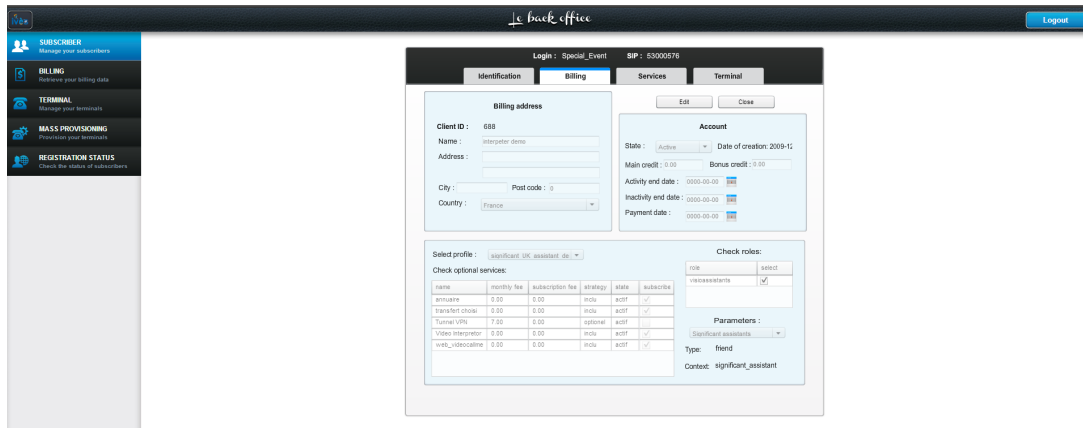 ivès
Le back office
Logout
SUBSCRIBER
Manage your subscribers
BILLING
Retrieve your billing data
TERMINAL
Manage your terminals
MASS PROVISIONING
Provision your terminals
REGISTRATION STATUS
Check the status of subscribers
Login : Special_Event SIP : 53000576
Identification Billing Services Terminal
Billing address
Client ID : 688
Name : interpeter demo
Address :
City : Post code : 0
Country : France
Edit Close
Account
State : Active Date of creation: 2009-12
Main credit : 0.00 Bonus credit : 0.00
Activity end date : 0000-00-00
Inactivity end date : 0000-00-00
Payment date : 0000-00-00
Select profile : significant_UK_assistant_de
Check optional services:
name monthly fee subscription fee strategy state subscribe
annuaire 0.00 0.00 inclu actif
transfert choisi 0.00 0.00 inclu actif
Tunnel VPN 7.00 0.00 optional actif
Video Interpretor 0.00 0.00 inclu actif
web_videocalline 0.00 0.00 inclu actif
Check roles:
role select
visioassistante
Parameters :
Significant assistants
Type: friend
Context: significant_assistant